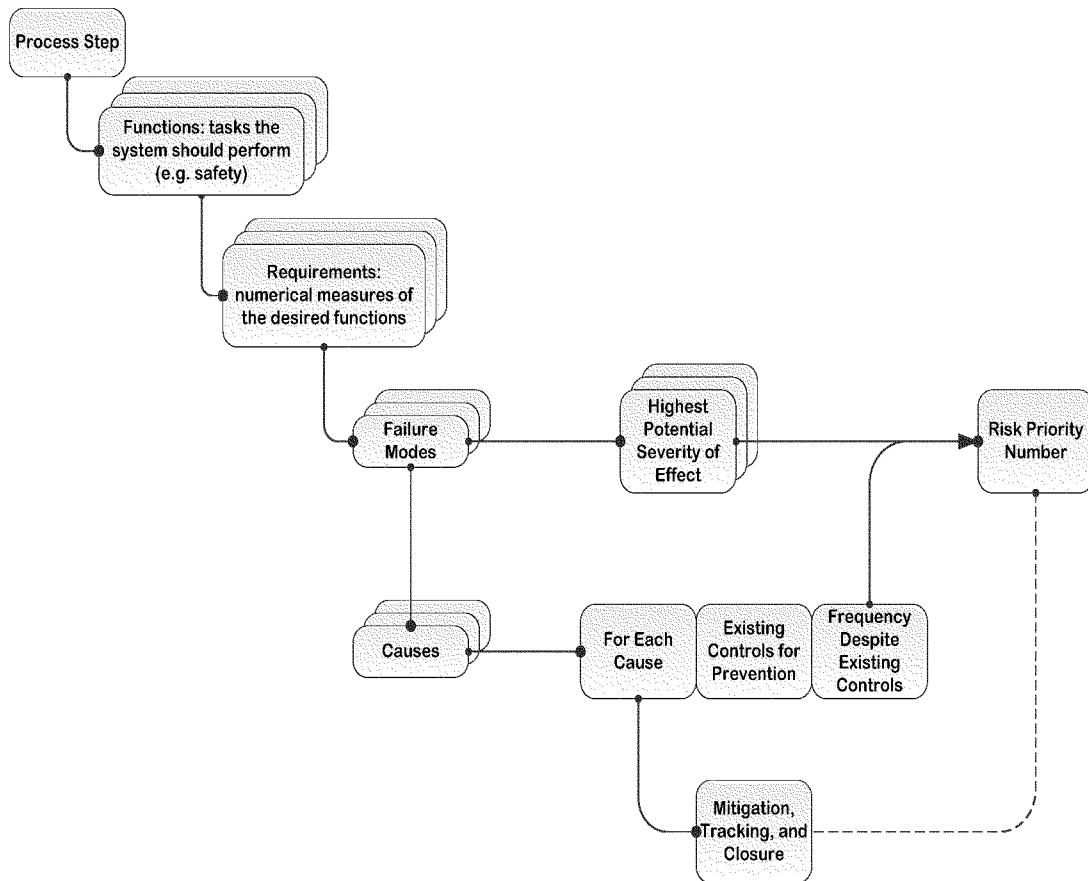 Process Step
Functions: tasks the
system should perform
(e.g. safety)
Requirements:
numerical measures of
the desired functions
Failure
Modes
Highest
Potential
Severity of
Effect
Risk Priority
Number
Causes
For Each
Cause
Existing
Controls for
Prevention
Frequency
Despite
Existing
Controls
Mitigation,
Tracking, and
Closure